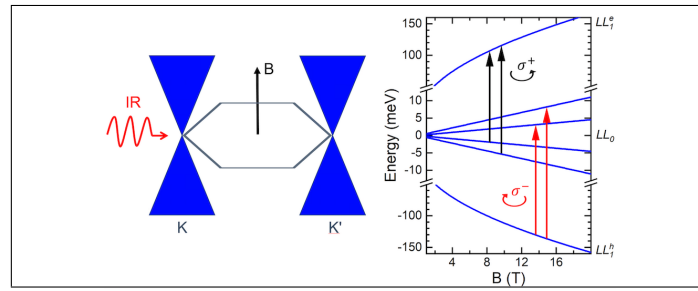 IR
B
K
K'
Energy (meV)
150
100
10
5
0
-5
-10
-100
-150
4
8
12
16
B (T)
σ⁺
σ⁻
LL₁ᵉ
LL₀
LL₁ʰ